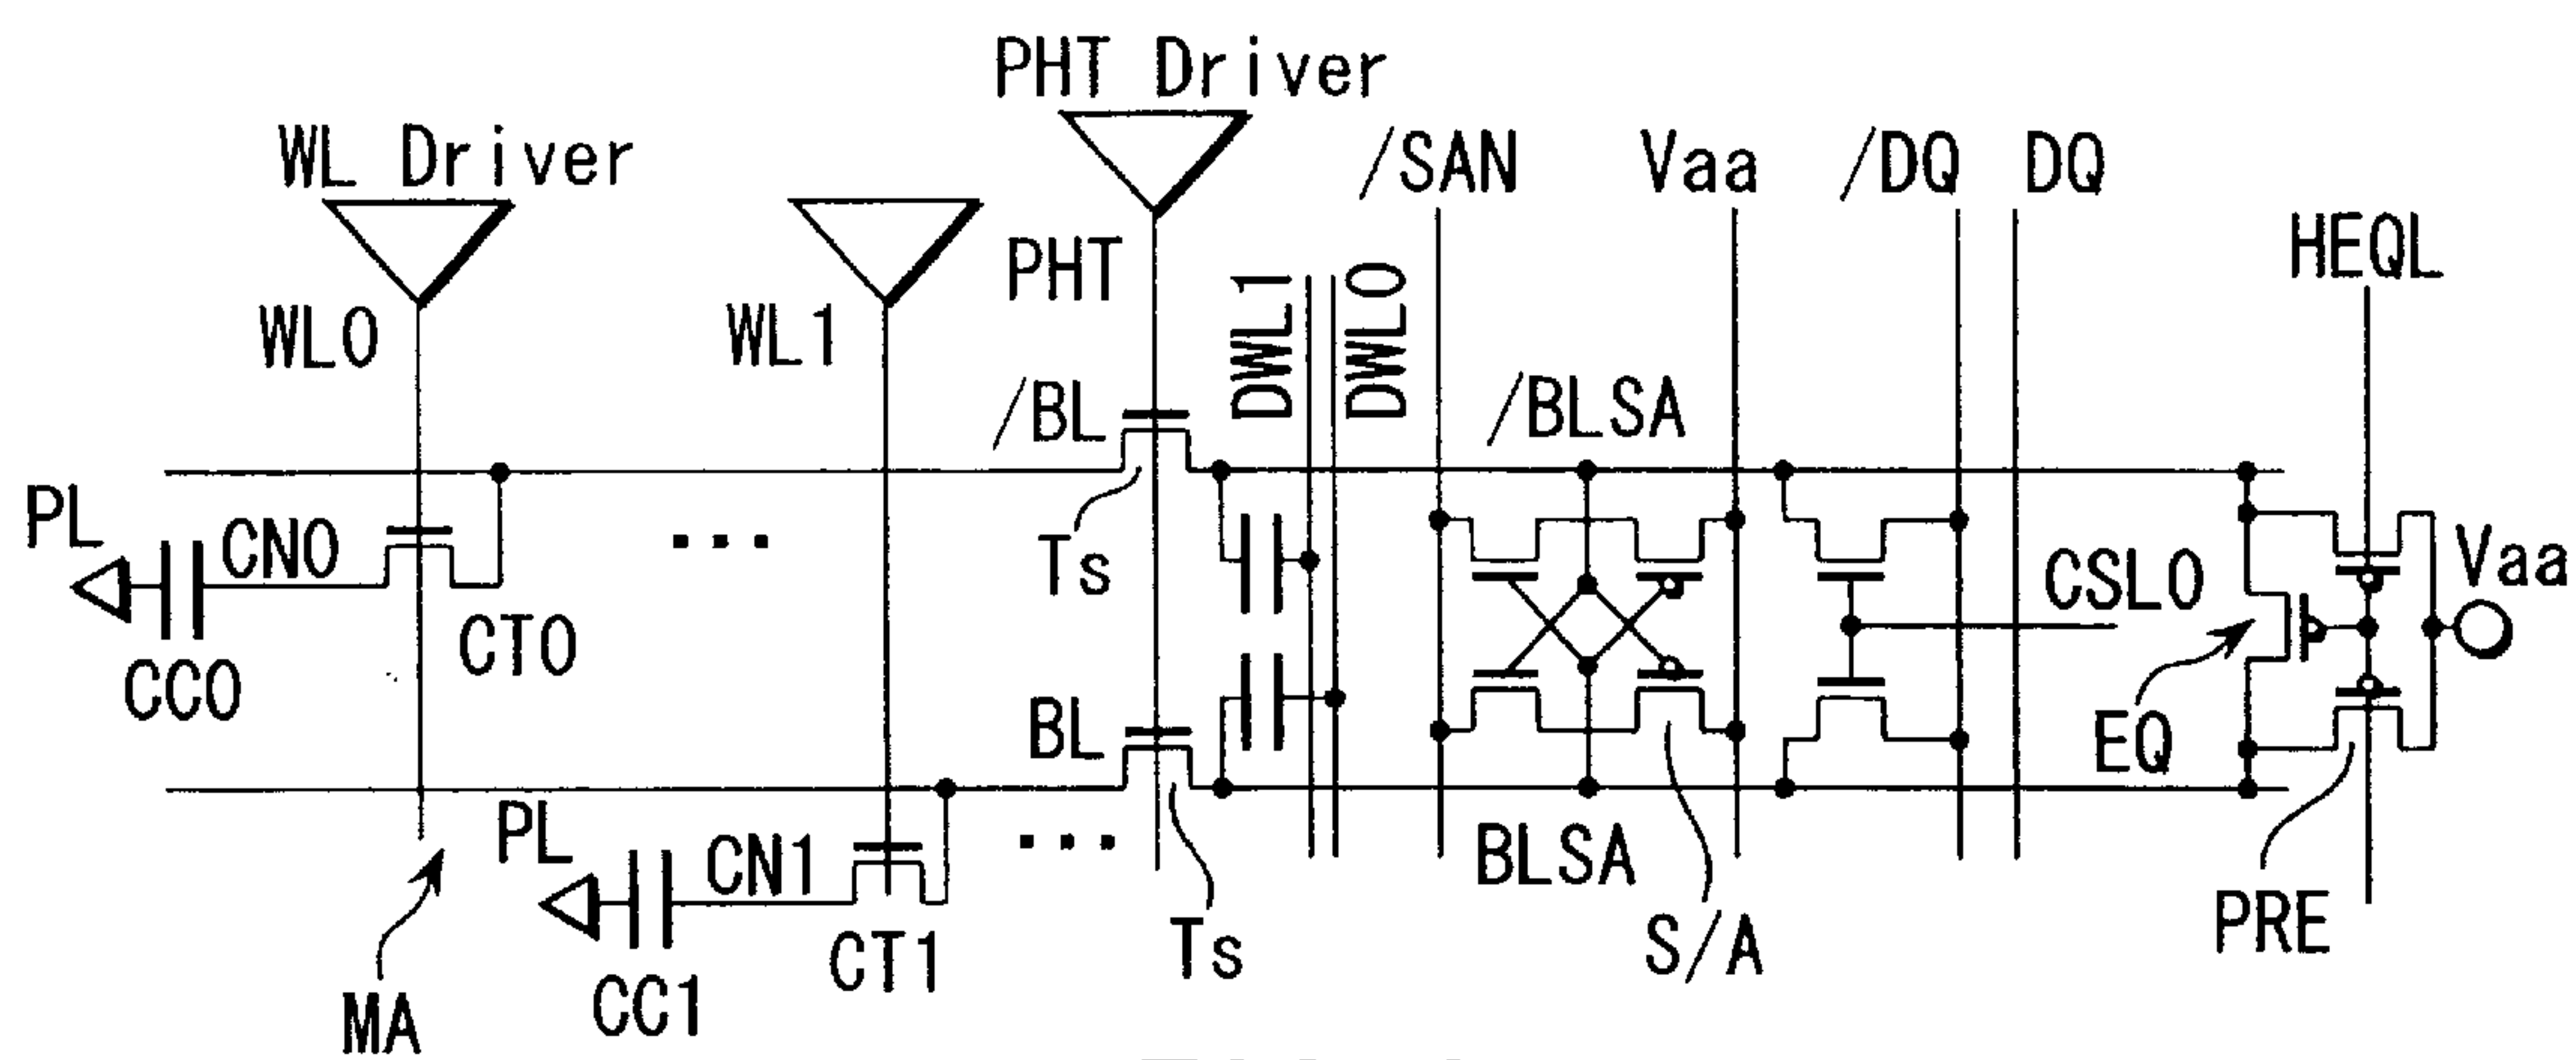 PHT Driver
WL Driver
/SAN
Vaa
/DQ
DQ
HEQL
PHT
WL0
WL1
DWL1
DWL0
/BL
/BLSA
PL
CN0
...
Ts
CSL0
Vaa
CT0
CC0
BL
EQ
PL
CN1
...
BLSA
CT1
Ts
S/A
PRE
CC1
MA